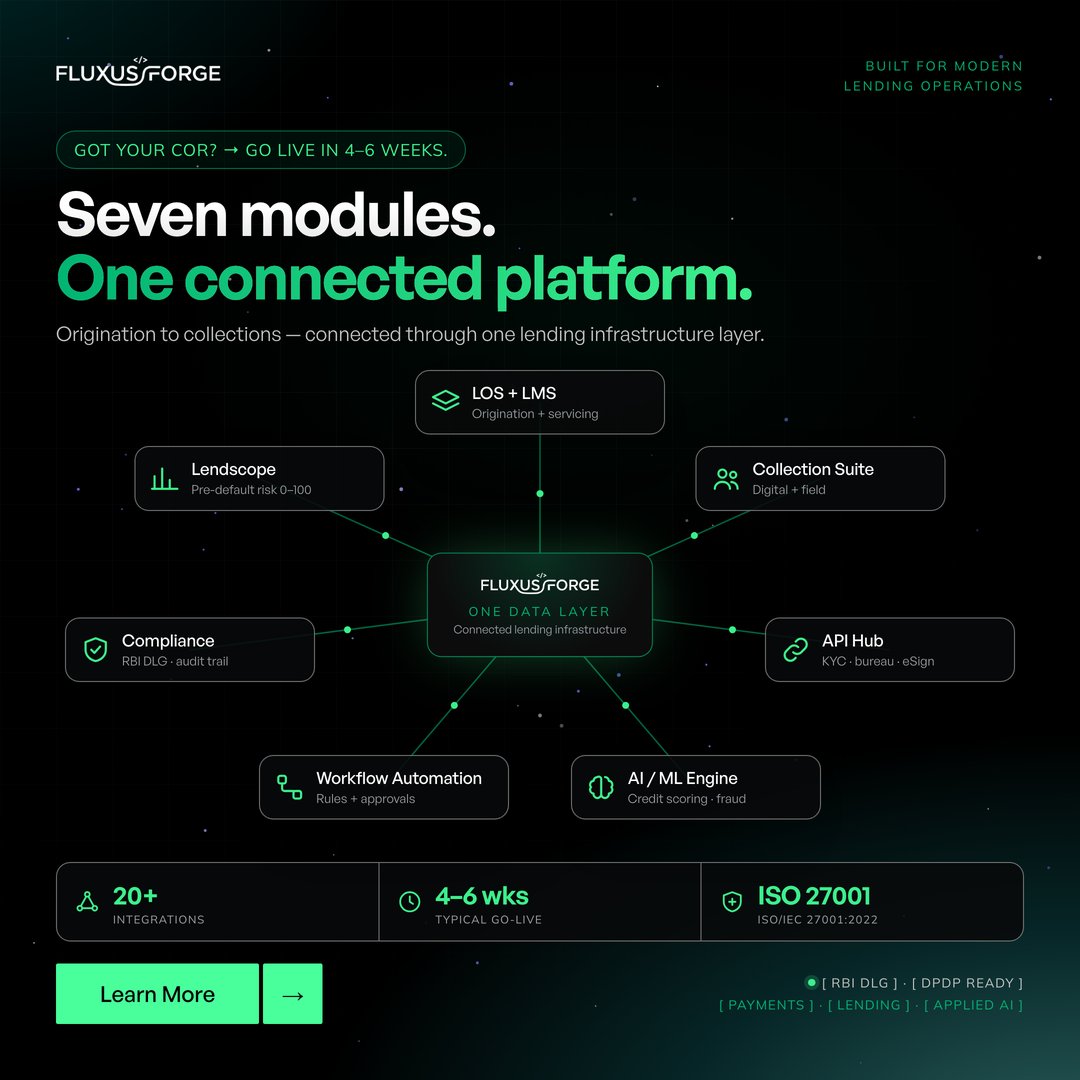 FLUXUS</>FORGE
BUILT FOR MODERN
LENDING OPERATIONS
GOT YOUR COR? → GO LIVE IN 4–6 WEEKS.
Seven modules.
One connected platform.
Origination to collections — connected through one lending infrastructure layer.
LOS + LMS
Origination + servicing
Lendscope
Pre-default risk 0–100
Collection Suite
Digital + field
FLUXUS</>FORGE
ONE DATA LAYER
Connected lending infrastructure
Compliance
RBI DLG · audit trail
API Hub
KYC · bureau · eSign
Workflow Automation
Rules + approvals
AI / ML Engine
Credit scoring · fraud
20+
INTEGRATIONS
4–6 wks
TYPICAL GO-LIVE
ISO 27001
ISO/IEC 27001:2022
Learn More →
[ RBI DLG ] · [ DPDP READY ]
[ PAYMENTS ] · [ LENDING ] · [ APPLIED AI ]